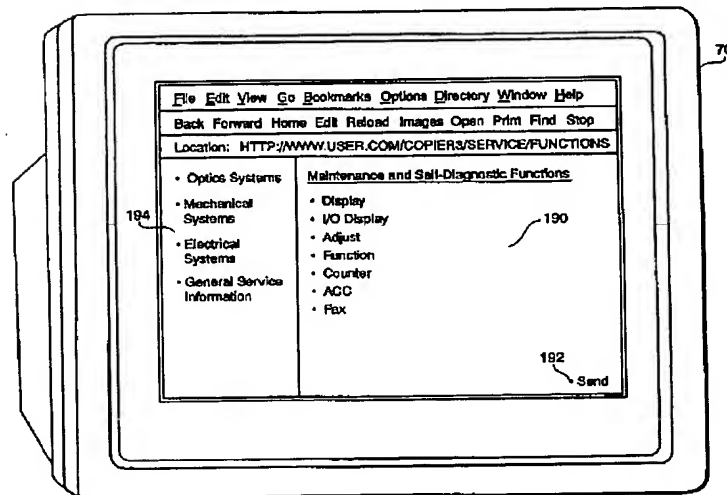 File Edit View Go Bookmarks Options Directory Window Help
Back Forward Home Edit Reload Images Open Print Find Stop
Location: HTTP://WWW.USER.COM/COPIER3/SERVICE/FUNCTIONS
• Optics Systems
• Mechanical
Systems
• Electrical
Systems
• General Service
Information
194
Maintenance and Self-Diagnostic Functions
• Display
• I/O Display
• Adjust
• Function
• Counter
• ACC
• Fax
190
192
• Send